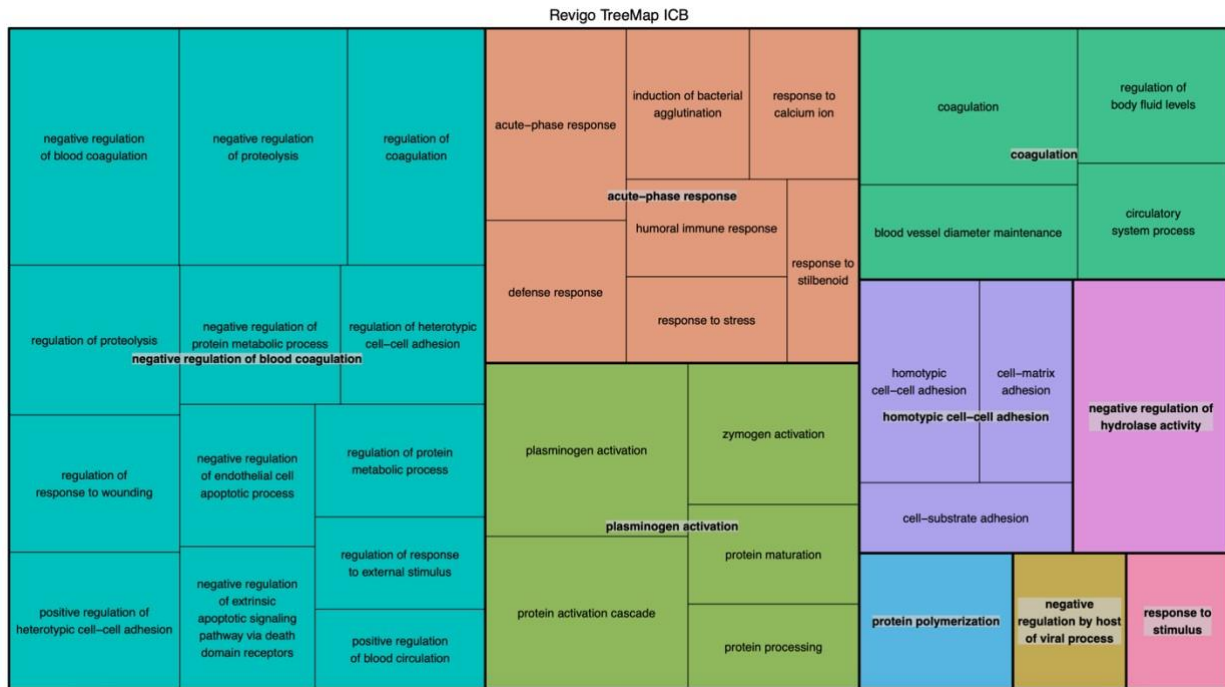 Revigo TreeMap ICB
negative regulation
of blood coagulation
negative regulation
of proteolysis
regulation of
coagulation
regulation of proteolysis
negative regulation of
protein metabolic process
regulation of heterotypic
cell−cell adhesion
negative regulation of blood coagulation
regulation of
response to wounding
negative regulation
of endothelial cell
apoptotic process
regulation of protein
metabolic process
regulation of response
to external stimulus
positive regulation of
heterotypic cell−cell adhesion
negative regulation
of extrinsic
apoptotic signaling
pathway via death
domain receptors
positive regulation
of blood circulation
acute−phase response
induction of bacterial
agglutination
response to
calcium ion
acute−phase response
humoral immune response
response to
stilbenoid
defense response
response to stress
plasminogen activation
zymogen activation
plasminogen activation
protein maturation
protein activation cascade
protein processing
coagulation
regulation of
body fluid levels
coagulation
blood vessel diameter maintenance
circulatory
system process
homotypic
cell−cell adhesion
cell−matrix
adhesion
homotypic cell−cell adhesion
cell−substrate adhesion
negative regulation of
hydrolase activity
protein polymerization
negative
regulation by host
of viral process
response to
stimulus